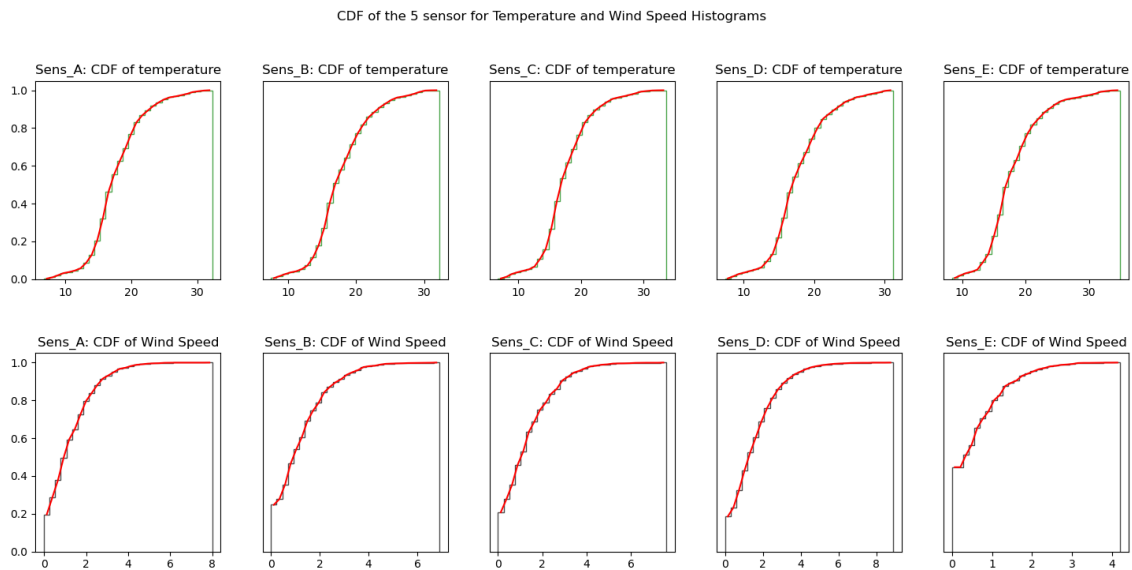 CDF of the 5 sensor for Temperature and Wind Speed Histograms
Sens_A: CDF of temperature Sens_B: CDF of temperature Sens_C: CDF of temperature Sens_D: CDF of temperature Sens_E: CDF of temperature
1.0
0.8
0.6
0.4
0.2
0.0
10 20 30 10 20 30 10 20 30 10 20 30 10 20 30
Sens_A: CDF of Wind Speed Sens_B: CDF of Wind Speed Sens_C: CDF of Wind Speed Sens_D: CDF of Wind Speed Sens_E: CDF of Wind Speed
1.0
0.8
0.6
0.4
0.2
0.0
0 2 4 6 8 0 2 4 6 0 2 4 6 0 2 4 6 8 0 1 2 3 4